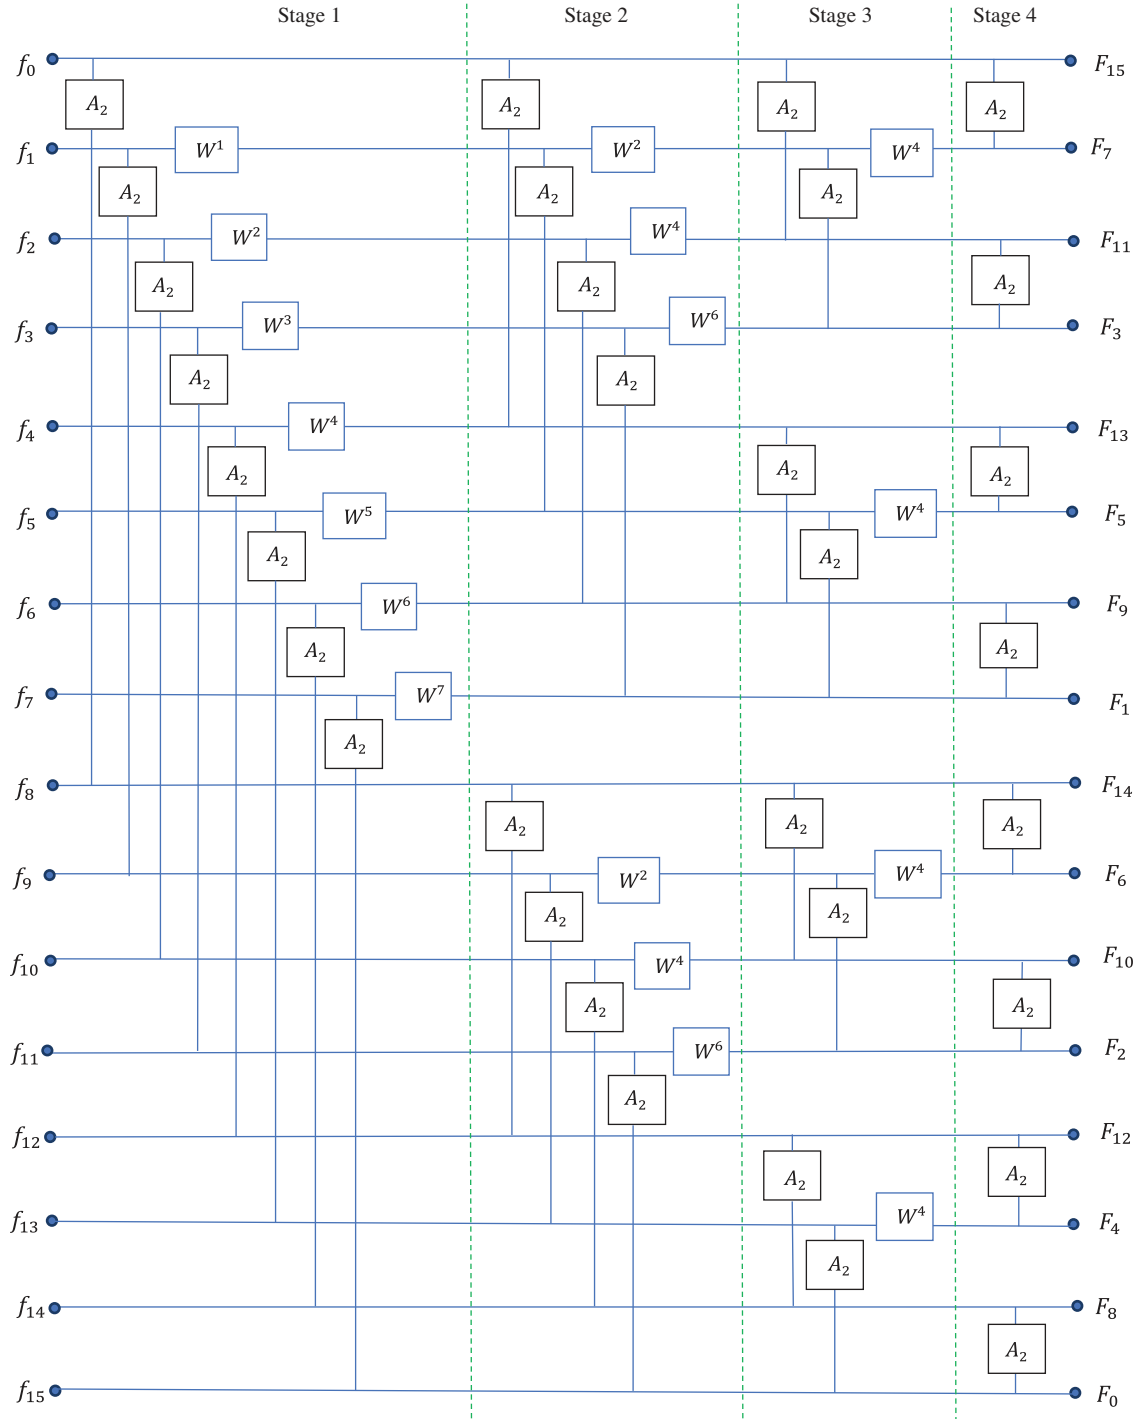 Stage 1 Stage 2 Stage 3 Stage 4
f₀ F₁₅
A₂ A₂ A₂ A₂
f₁ W¹ W² W⁴ F₇
A₂ A₂ A₂
f₂ W² W⁴ F₁₁
A₂ A₂ A₂
f₃ W³ W⁶ F₃
A₂ A₂
f₄ W⁴ F₁₃
A₂ A₂ A₂
f₅ W⁵ W⁴ F₅
A₂ A₂
f₆ W⁶ F₉
A₂ A₂
f₇ W⁷ F₁
A₂
f₈ F₁₄
A₂ A₂ A₂
f₉ W² W⁴ F₆
A₂ A₂
f₁₀ W⁴ F₁₀
A₂ A₂
f₁₁ W⁶ F₂
A₂
f₁₂ F₁₂
A₂ A₂
f₁₃ W⁴ F₄
A₂
f₁₄ F₈
A₂
f₁₅ F₀